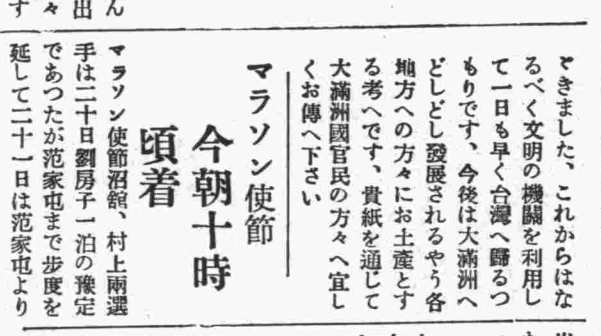 ときました、これからはな
るべく文明の機關を利用し
て一日も早く台灣へ歸るつ
もりです、今後は大滿洲へ
どしどし發展されるやう各
地方への方々にお土產とす
る考へです、貴紙を通じて
大滿洲國官民の方々へ宜し
くお傳へ下さい
マラソン使節
今朝十時
頃着
マラソン使節沼舘、村上兩選
手は二十日劉房子一泊の豫定
であつたが范家屯まで步度を
延して二十一日は范家屯より